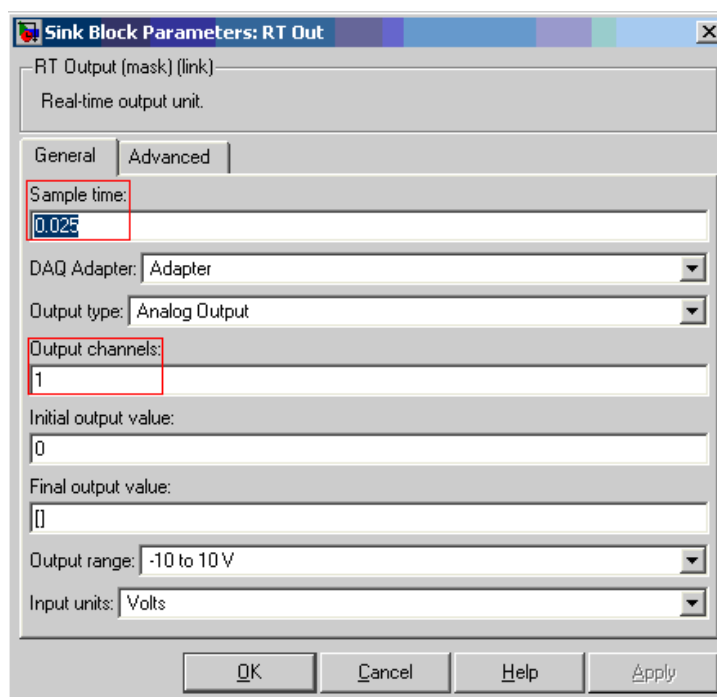 Sink Block Parameters: RT Out
RT Output (mask) (link)
Real-time output unit.
General Advanced
Sample time:
0.025
DAQ Adapter: Adapter
Output type: Analog Output
Output channels:
1
Initial output value:
0
Final output value:
[]
Output range: -10 to 10 V
Input units: Volts
OK Cancel Help Apply